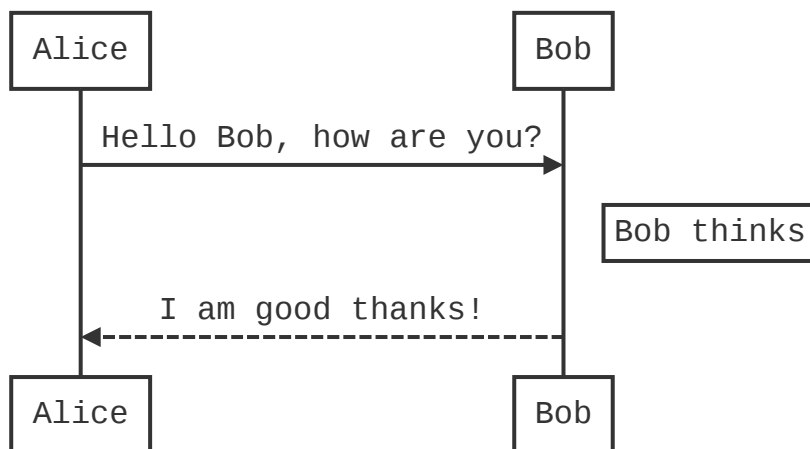 Alice
Bob
Hello Bob, how are you?
Bob thinks
I am good thanks!
Alice
Bob